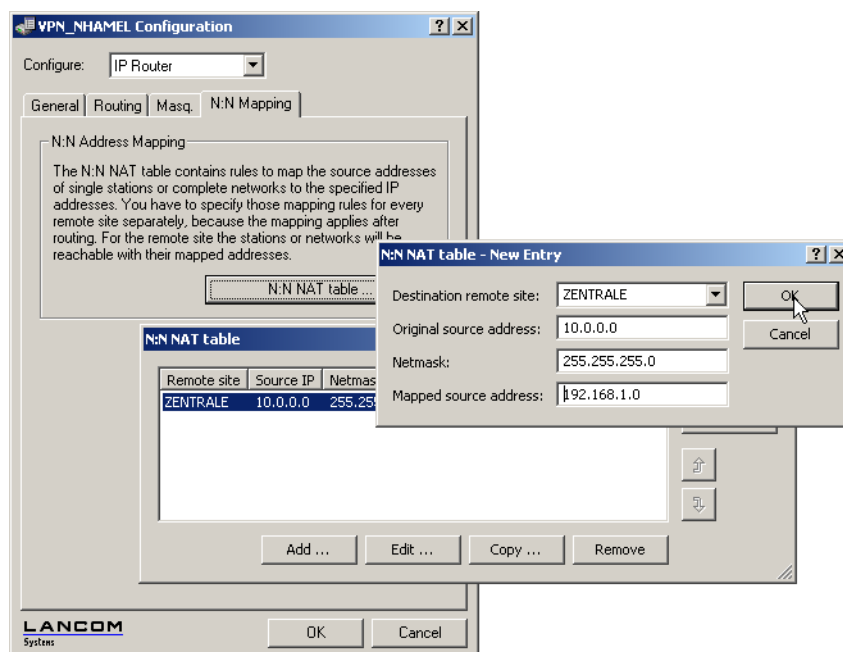 VPN_NHAMEL Configuration
Configure: IP Router
General Routing Masq. N:N Mapping
N:N Address Mapping
The N:N NAT table contains rules to map the source addresses
of single stations or complete networks to the specified IP
addresses. You have to specify those mapping rules for every
remote site separately, because the mapping applies after
routing. For the remote site the stations or networks will be
reachable with their mapped addresses.
N:N NAT table ...
N:N NAT table - New Entry
Destination remote site: ZENTRALE
Original source address: 10.0.0.0
Netmask: 255.255.255.0
Mapped source address: 192.168.1.0
OK
Cancel
N:N NAT table
Remote site Source IP
ZENTRALE 10.0.0.0
Add ... Edit ... Copy ... Remove
LANCOM
Systems
OK Cancel